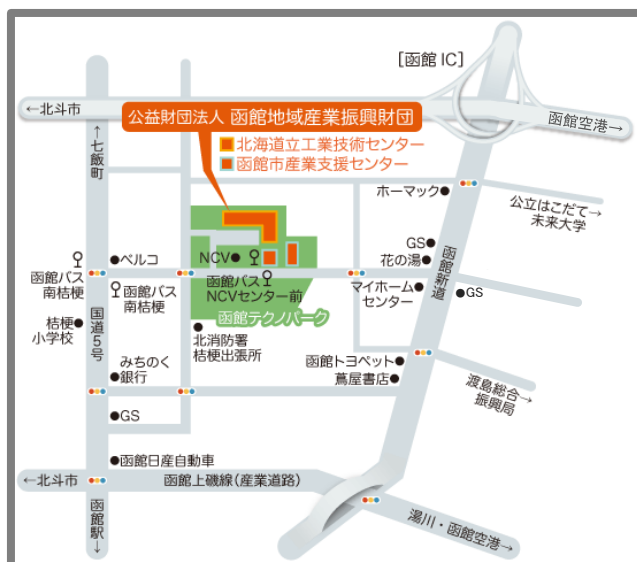 [函館IC]
←北斗市
函館空港→
公益財団法人 函館地域産業振興財団
北海道立工業技術センター
函館市産業支援センター
←七飯町
ホーマック
公立はこだて→
未来大学
GS
花の湯
函館新道
ベルコ
NCV
函館バス
南桔梗
函館バス
南桔梗
函館バス
NCVセンター前
マイホーム
センター
GS
国道5号
函館テクノパーク
桔梗
小学校
北消防署
桔梗出張所
みちのく
銀行
函館トヨペット
蔦屋書店
渡島総合→
振興局
GS
函館日産自動車
←北斗市
函館上磯線(産業道路)
函館駅→
湯川・函館空港→